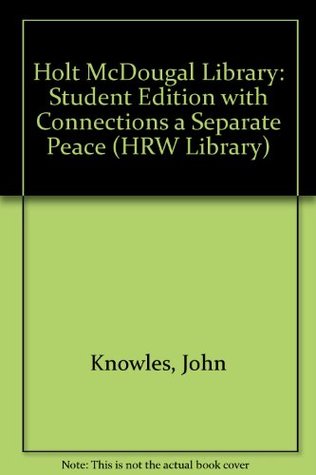 Holt McDougal Library:
Student Edition with
Connections a Separate
Peace (HRW Library)
Knowles, John
Note: This is not the actual book cover